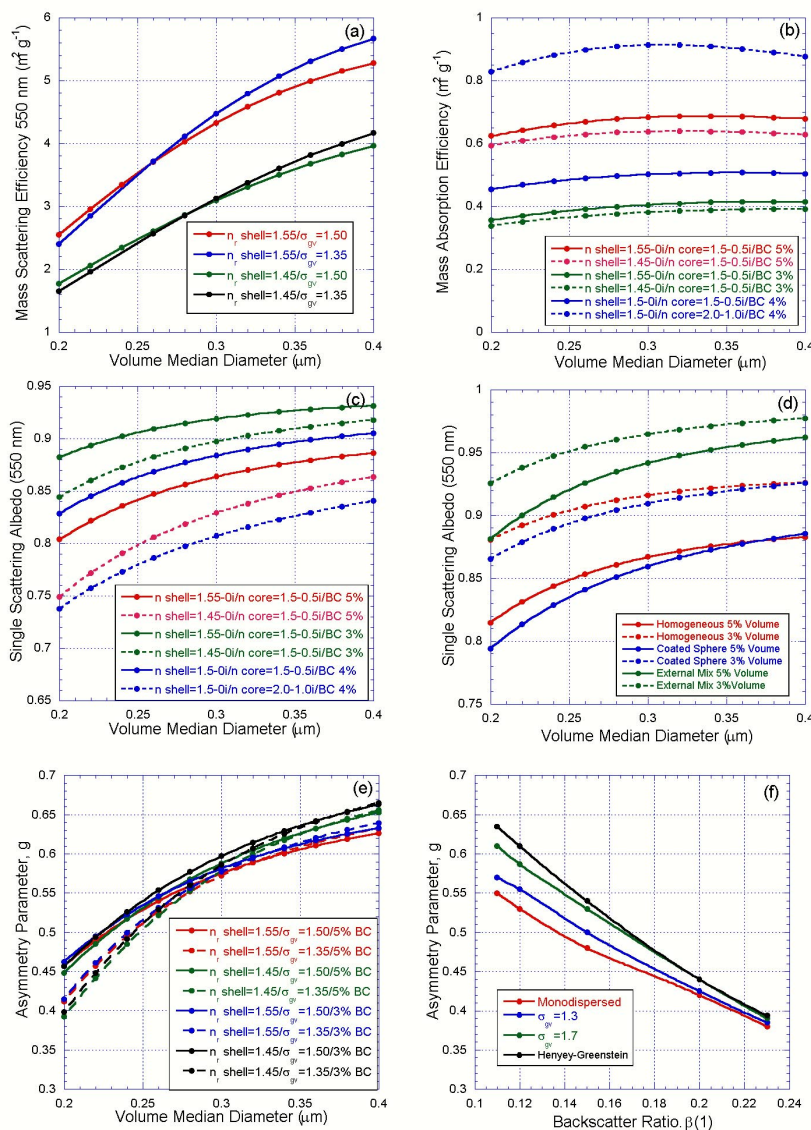 (a)
Mass Scattering Efficiency 550 nm (m² g⁻¹)
6
5
4
3
2
1
n_r shell=1.55/σ_gv=1.50
n_r shell=1.55/σ_gv=1.35
n_r shell=1.45/σ_gv=1.50
n_r shell=1.45/σ_gv=1.35
0.2 0.25 0.3 0.35 0.4
Volume Median Diameter (μm)
(b)
Mass Absorption Efficiency (m² g⁻¹)
1
0.8
0.6
0.4
0.2
0
n shell=1.55-0i/n core=1.5-0.5i/BC 5%
n shell=1.45-0i/n core=1.5-0.5i/BC 5%
n shell=1.55-0i/n core=1.5-0.5i/BC 3%
n shell=1.45-0i/n core=1.5-0.5i/BC 3%
n shell=1.5-0i/n core=1.5-0.5i/BC 4%
n shell=1.5-0i/n core=2.0-1.0i/BC 4%
0.2 0.25 0.3 0.35 0.4
Volume Median Diameter (μm)
(c)
Single Scattering Albedo (550 nm)
0.95
0.9
0.85
0.8
0.75
0.7
0.65
n shell=1.55-0i/n core=1.5-0.5i/BC 5%
n shell=1.45-0i/n core=1.5-0.5i/BC 5%
n shell=1.55-0i/n core=1.5-0.5i/BC 3%
n shell=1.45-0i/n core=1.5-0.5i/BC 3%
n shell=1.5-0i/n core=1.5-0.5i/BC 4%
n shell=1.5-0i/n core=2.0-1.0i/BC 4%
0.2 0.25 0.3 0.35 0.4
Volume Median Diameter (μm)
(d)
Single Scattering Albedo (550 nm)
1
0.95
0.9
0.85
0.8
0.75
Homogeneous 5% Volume
Homogeneous 3% Volume
Coated Sphere 5% Voume
Coated Sphere 3% Volume
External Mix 5% Volume
External Mix 3%Volume
0.2 0.25 0.3 0.35 0.4
Volume Median Diameter (μm)
(e)
Asymmetry Parameter, g
0.7
0.65
0.6
0.55
0.5
0.45
0.4
0.35
0.3
n_r shell=1.55/σ_gv=1.50/5% BC
n_r shell=1.55/σ_gv=1.35/5% BC
n_r shell=1.45/σ_gv=1.50/5% BC
n_r shell=1.45/σ_gv=1.35/5% BC
n_r shell=1.55/σ_gv=1.50/3% BC
n_r shell=1.55/σ_gv=1.35/3% BC
n_r shell=1.45/σ_gv=1.50/3% BC
n_r shell=1.45/σ_gv=1.35/3% BC
0.2 0.25 0.3 0.35 0.4
Volume Median Diameter (μm)
(f)
Asymmetry Parameter, g
0.7
0.65
0.6
0.55
0.5
0.45
0.4
0.35
0.3
Monodispersed
σ_gv=1.3
σ_gv=1.7
Henyey-Greenstein
0.1 0.12 0.14 0.16 0.18 0.2 0.22 0.24
Backscatter Ratio, β(1)